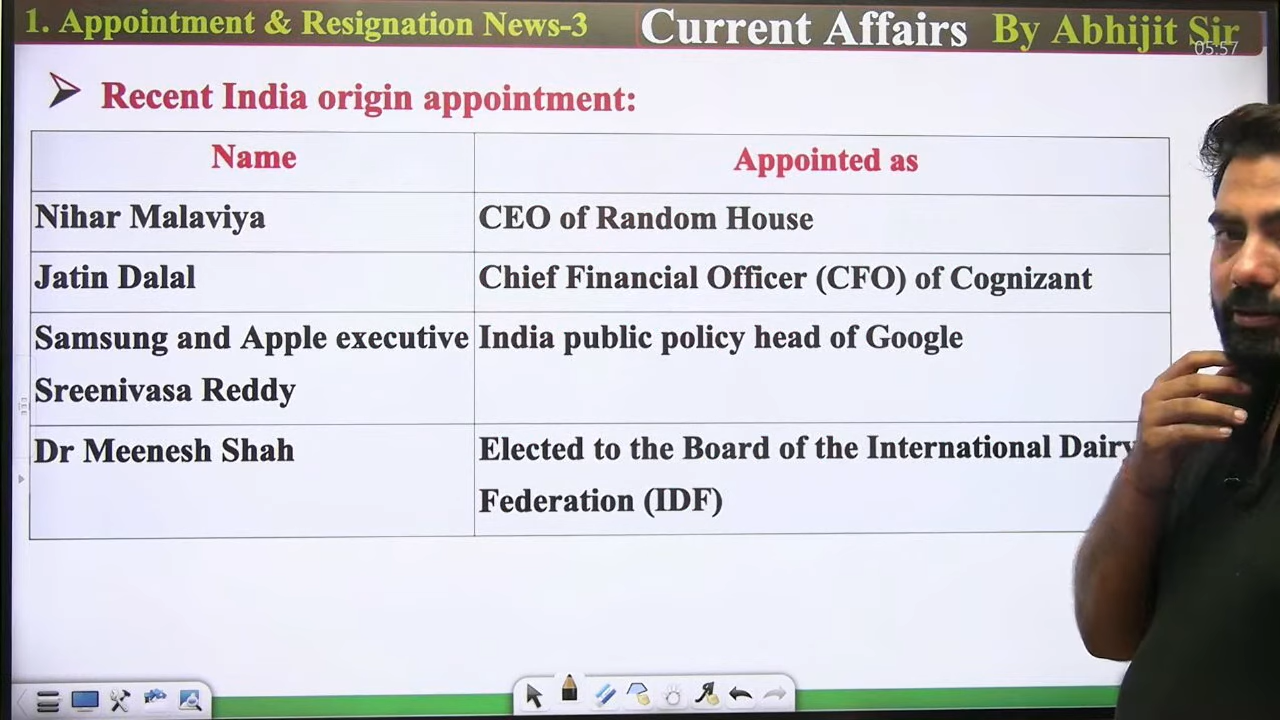 1. Appointment & Resignation News-3 Current Affairs By Abhijit Sir
05:57
Recent India origin appointment:
Name Appointed as
Nihar Malaviya CEO of Random House
Jatin Dalal Chief Financial Officer (CFO) of Cognizant
Samsung and Apple executive India public policy head of Google
Sreenivasa Reddy
Dr Meenesh Shah Elected to the Board of the International Dairy
Federation (IDF)